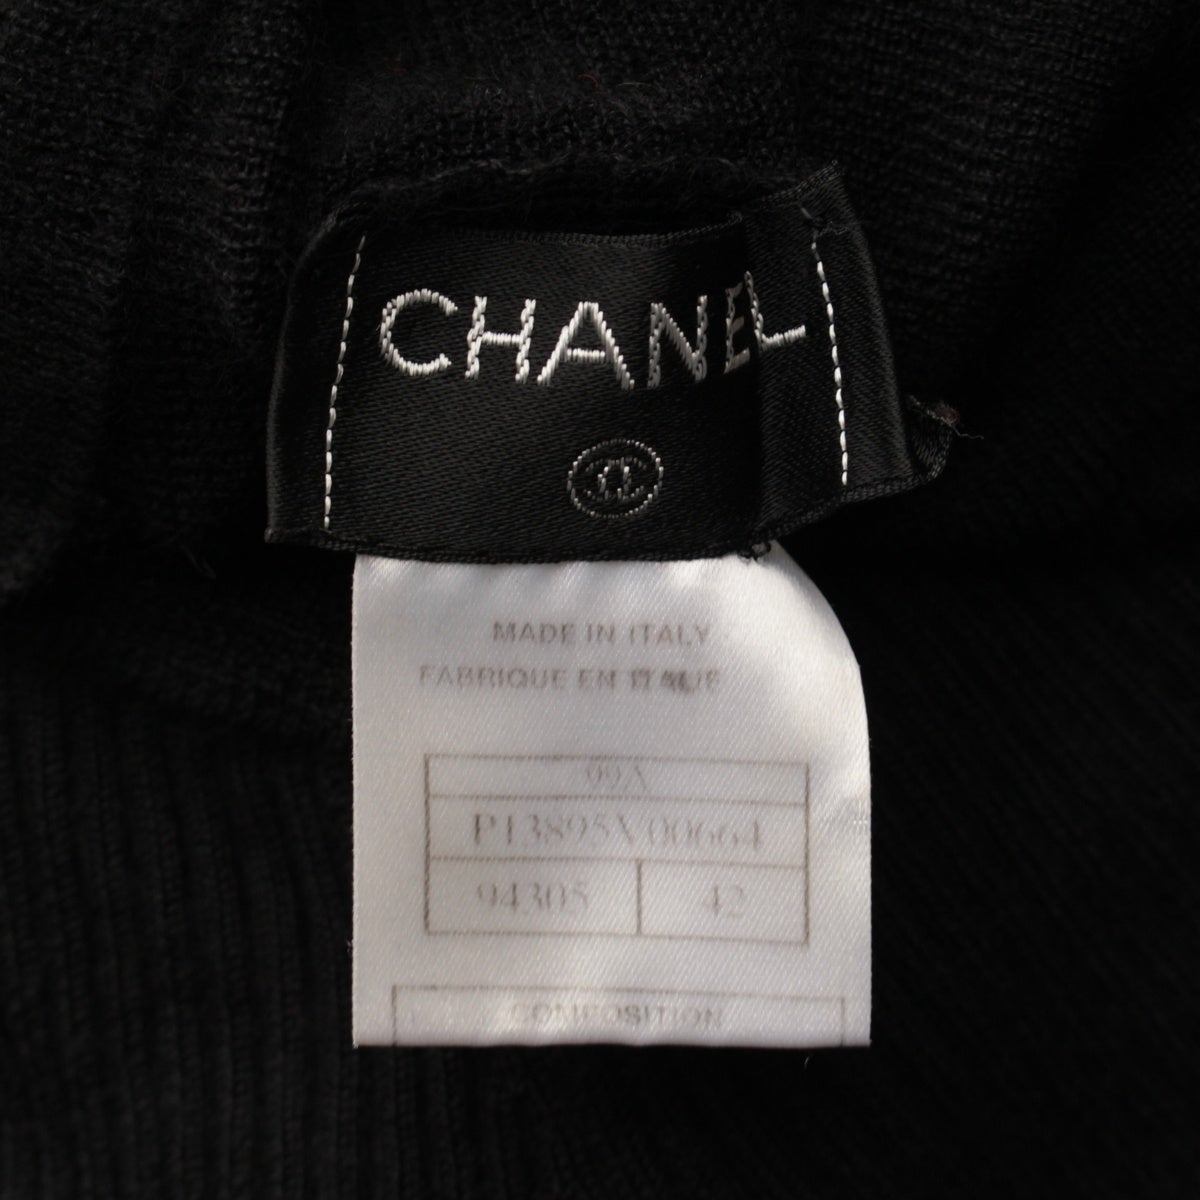 CHANEL
MADE IN ITALY
FABRIQUE EN ITALIE
99A
P13895V00664
94305 42
COMPOSITION